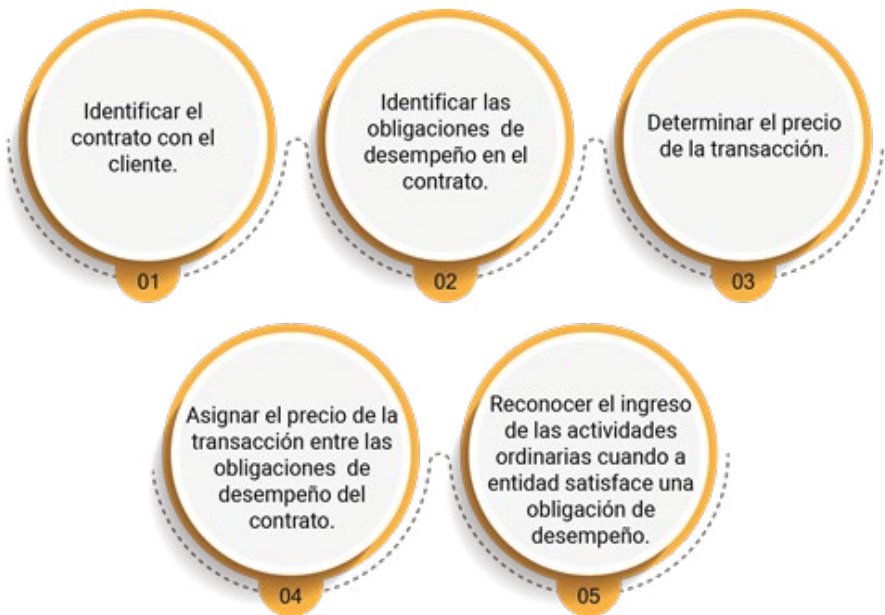 Identificar el
contrato con el
cliente.
01
Identificar las
obligaciones de
desempeño en el
contrato.
02
Determinar el precio
de la transacción.
03
Asignar el precio de la
transacción entre las
obligaciones de
desempeño del
contrato.
04
Reconocer el ingreso
de las actividades
ordinarias cuando a
entidad satisface una
obligación de
desempeño.
05